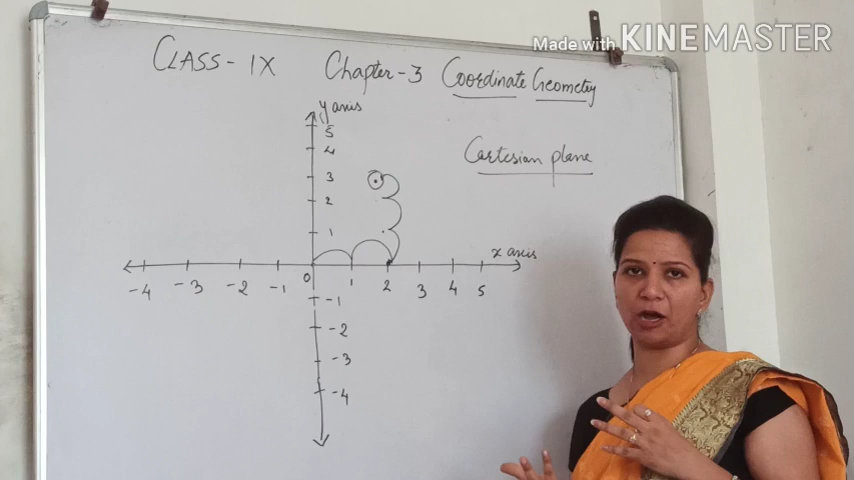 Made with KINEMASTER
CLASS - IX Chapter - 3 Coordinate Geometry
y axis
Cartesian plane
5
4
3
2
1
x axis
-4 -3 -2 -1 0 1 2 3 4 5
-1
-2
-3
-4